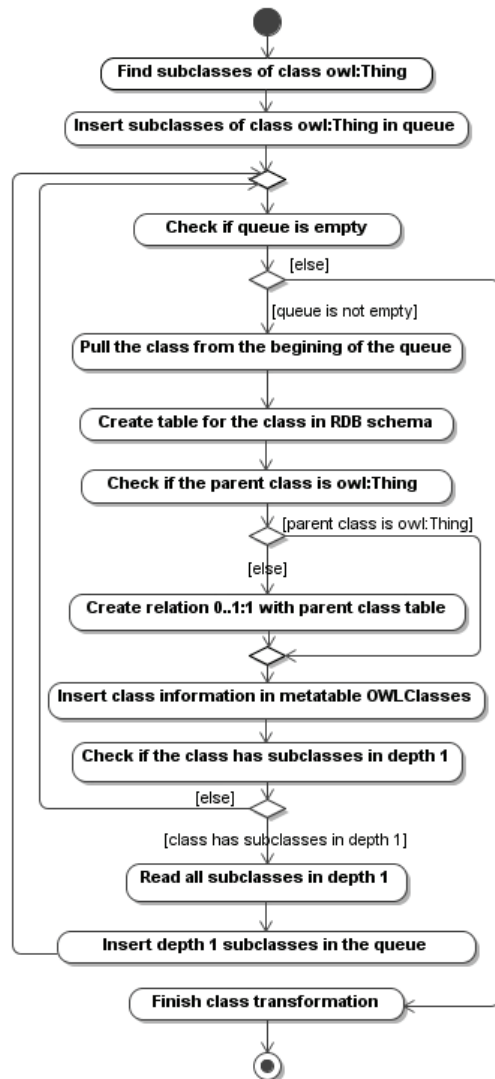 Find subclasses of class owl:Thing
Insert subclasses of class owl:Thing in queue
Check if queue is empty
[else]
[queue is not empty]
Pull the class from the begining of the queue
Create table for the class in RDB schema
Check if the parent class is owl:Thing
[parent class is owl:Thing]
[else]
Create relation 0..1:1 with parent class table
Insert class information in metatable OWLClasses
Check if the class has subclasses in depth 1
[else]
[class has subclasses in depth 1]
Read all subclasses in depth 1
Insert depth 1 subclasses in the queue
Finish class transformation